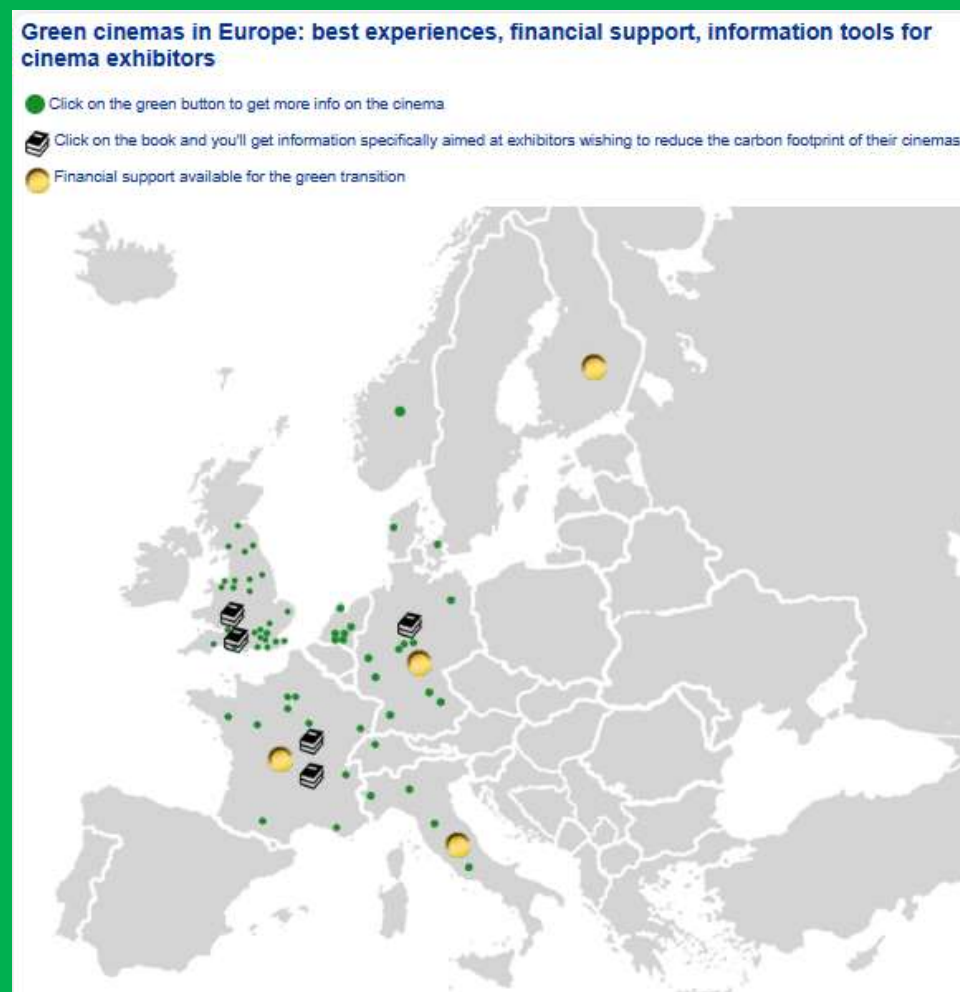 Green cinemas in Europe: best experiences, financial support, information tools for
cinema exhibitors
Click on the green button to get more info on the cinema
Click on the book and you'll get information specifically aimed at exhibitors wishing to reduce the carbon footprint of their cinemas
Financial support available for the green transition